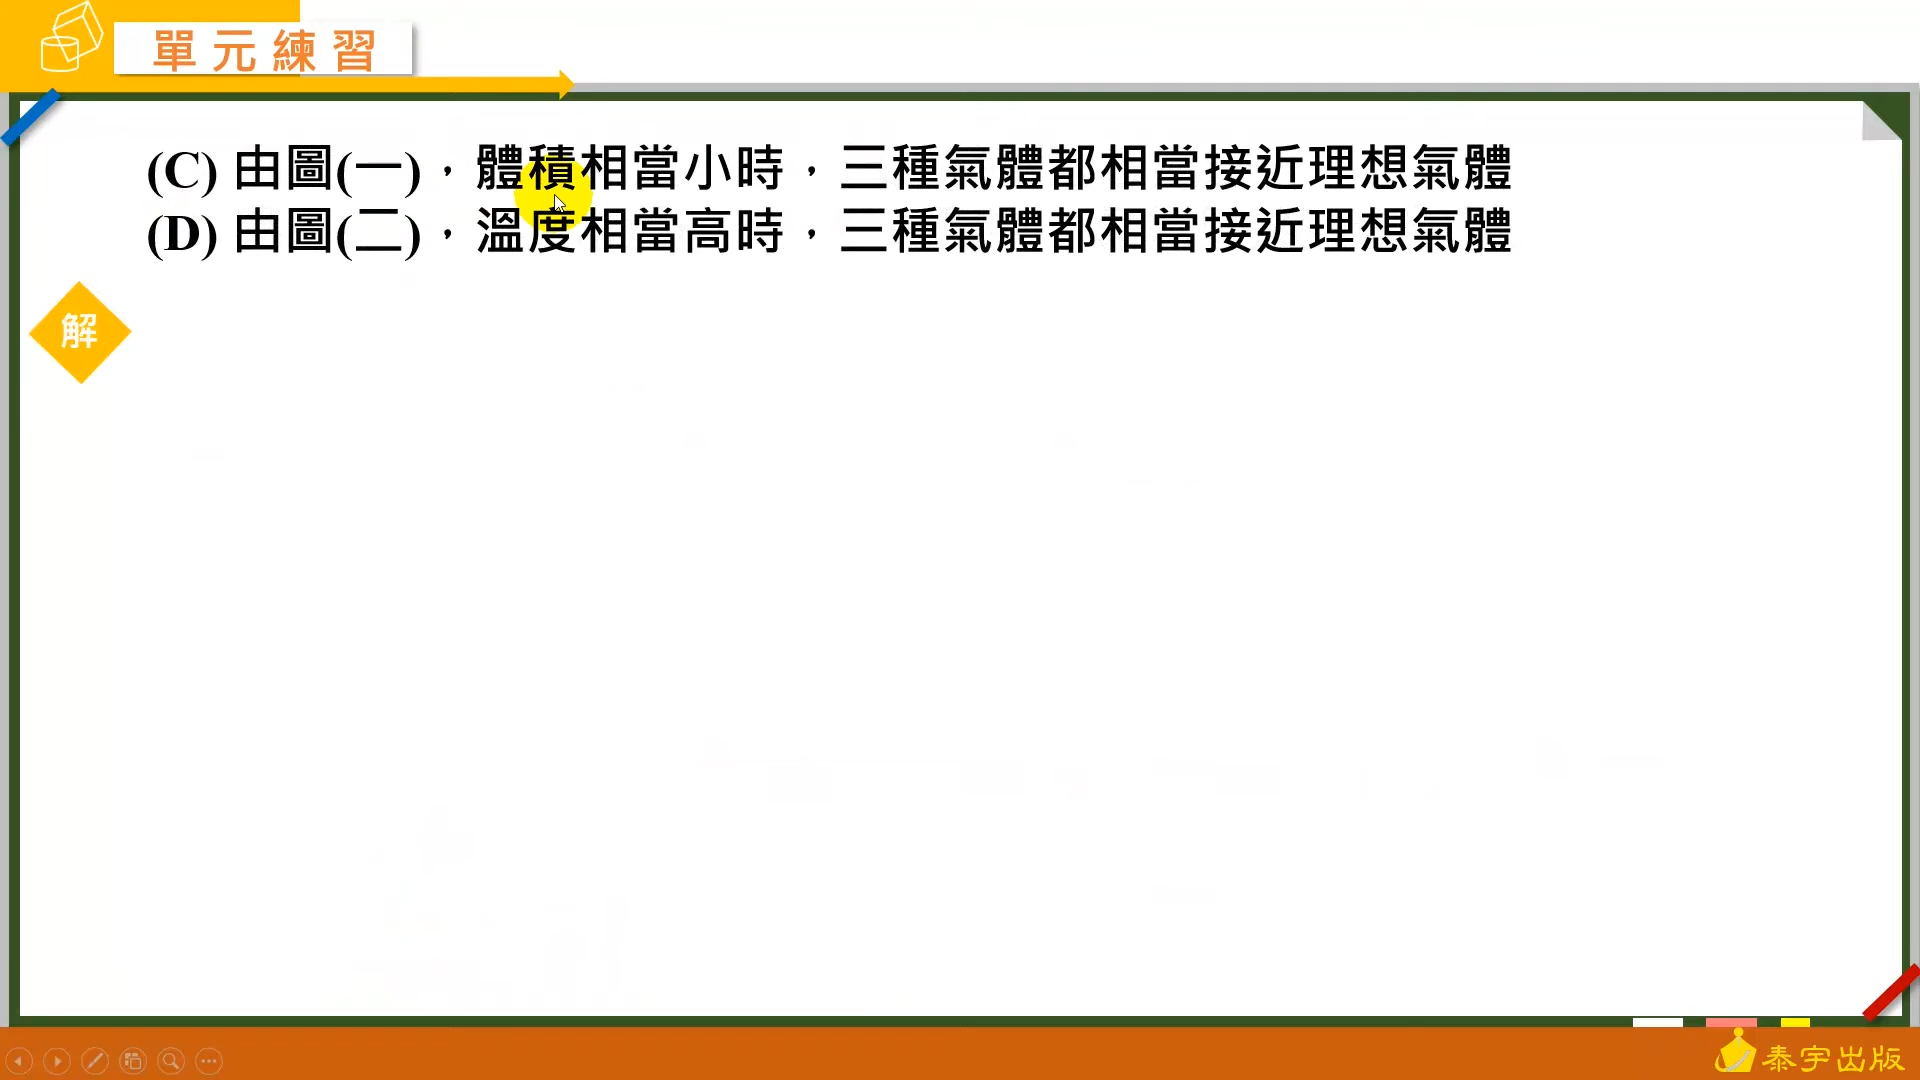 單元練習
(C) 由圖(一)，體積相當小時，三種氣體都相當接近理想氣體
(D) 由圖(二)，溫度相當高時，三種氣體都相當接近理想氣體
解
泰宇出版